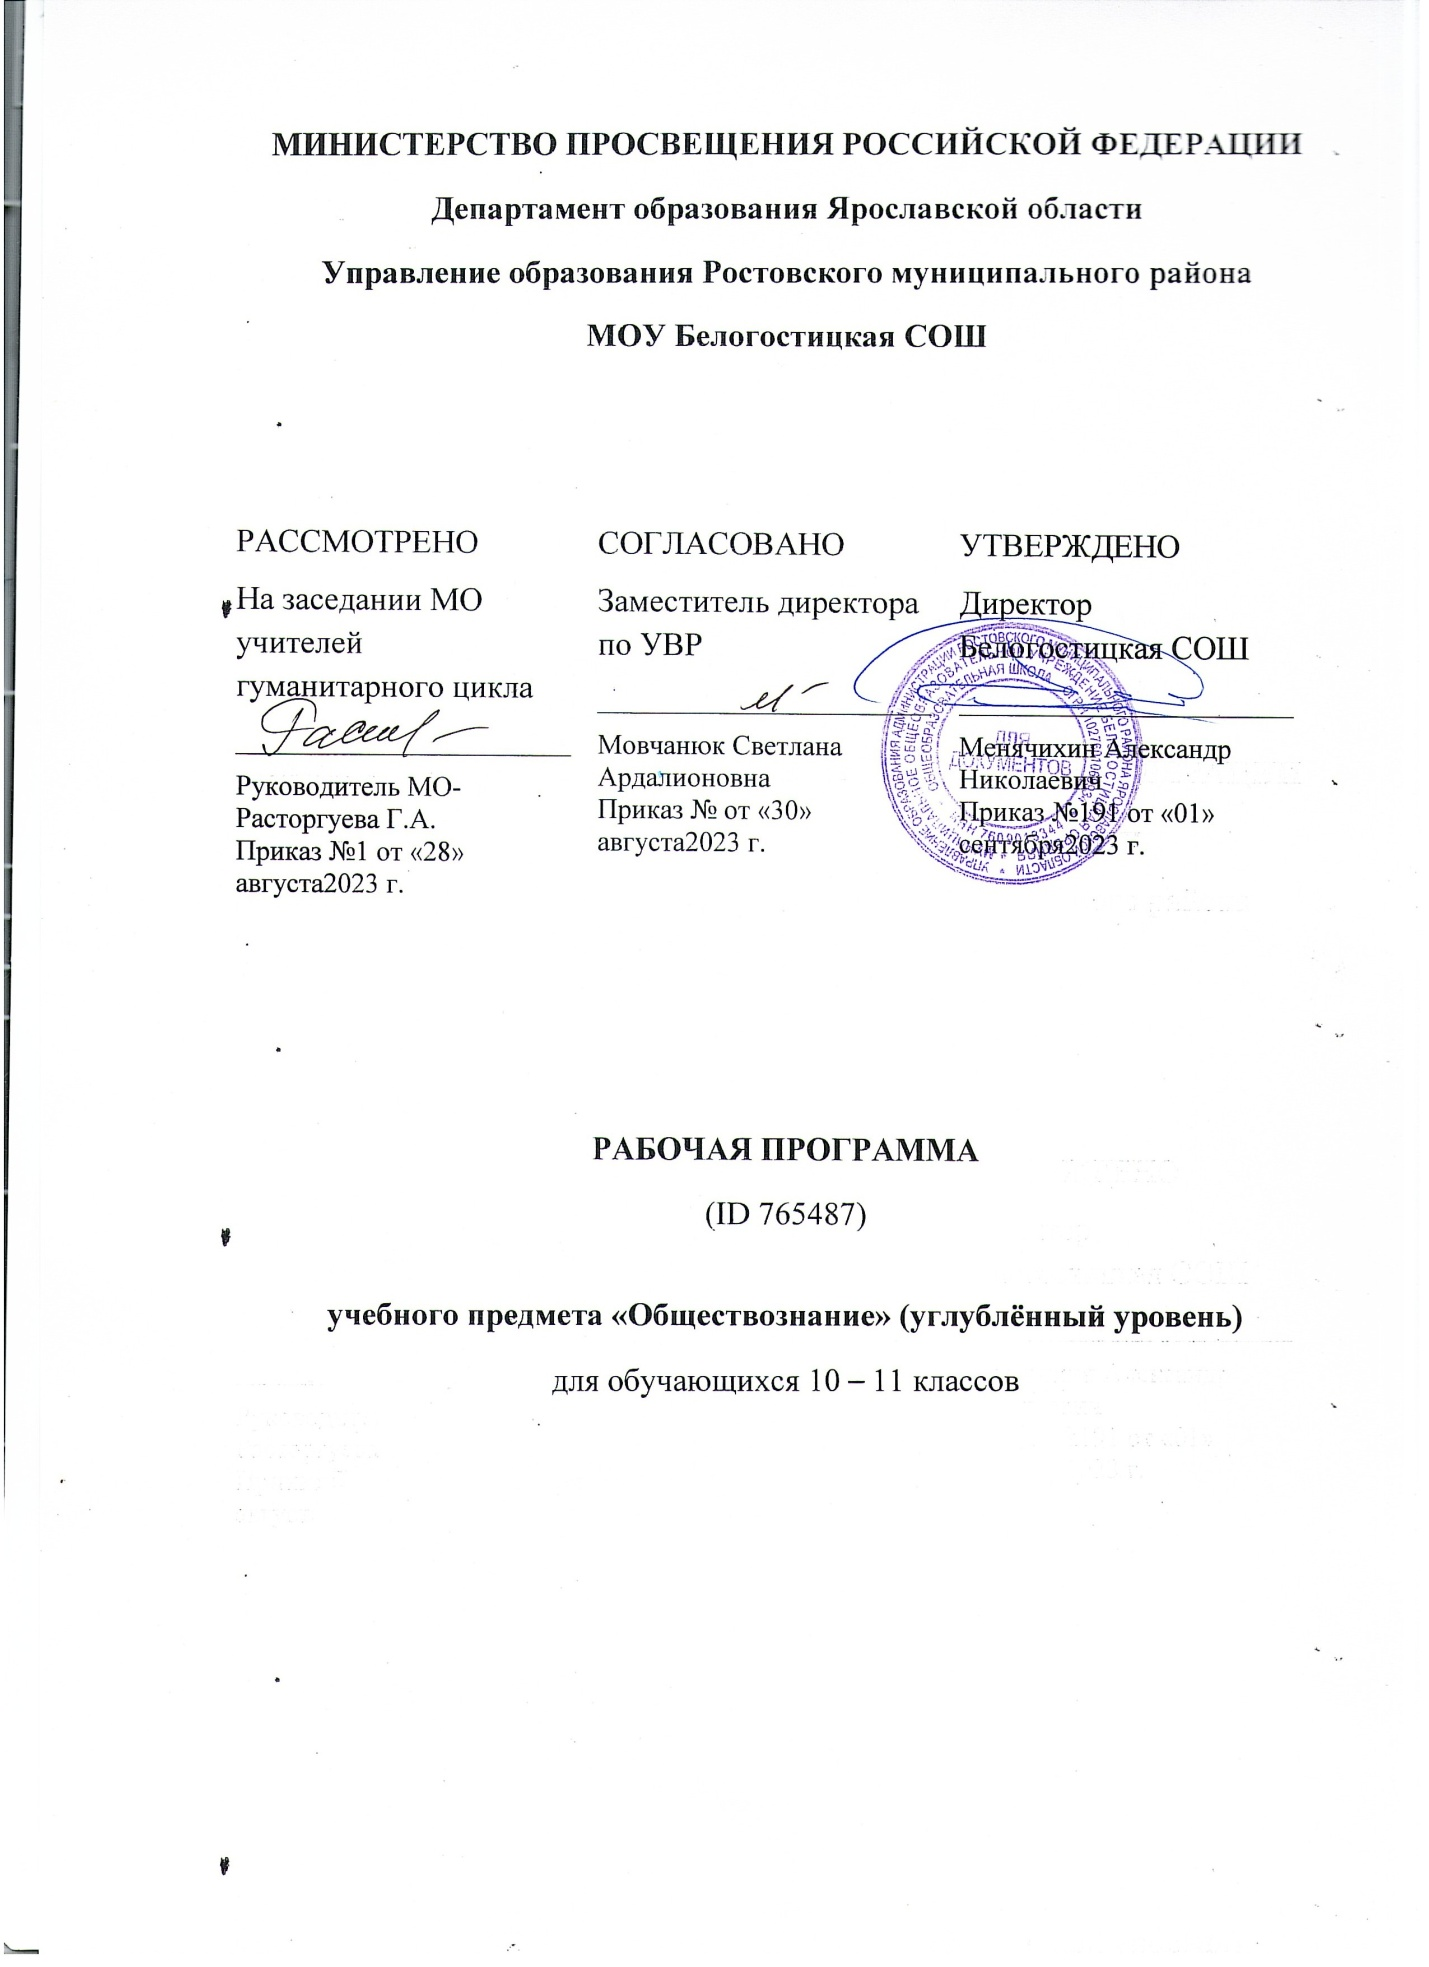 МИНИСТЕРСТВО ПРОСВЕЩЕНИЯ РОССИЙСКОЙ ФЕДЕРАЦИИ
Департамент образования Ярославской области
Управление образования Ростовского муниципального района
МОУ Белогостицкая СОШ
РАССМОТРЕНО
На заседании МО
учителей
гуманитарного цикла
Руководитель МО-
Расторгуева Г.А.
Приказ №1 от «28»
августа2023 г.
СОГЛАСОВАНО
Заместитель директора
по УВР
Мовчанюк Светлана
Ардалионовна
Приказ № от «30»
августа2023 г.
УТВЕРЖДЕНО
Директор
Белогостицкая СОШ
Менячихин Александр
Николаевич
Приказ №191 от «01»
сентября2023 г.
ДЛЯ
ДОКУМЕНТОВ
РАБОЧАЯ ПРОГРАММА
(ID 765487)
учебного предмета «Обществознание» (углублённый уровень)
для обучающихся 10 – 11 классов